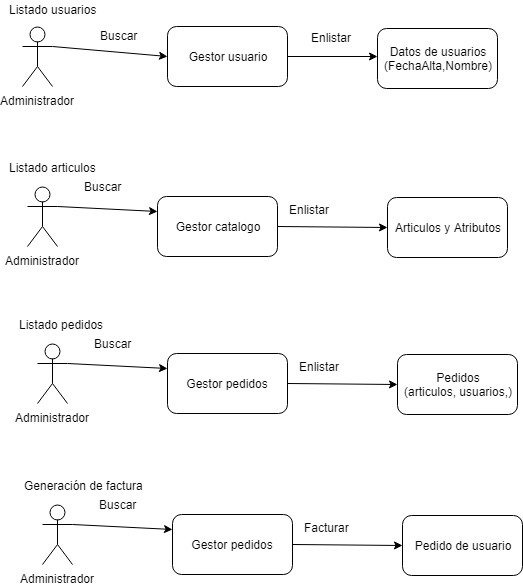 Listado usuarios
Buscar
Enlistar
Gestor usuario
Datos de usuarios
(FechaAlta,Nombre)
Administrador
Listado articulos
Buscar
Enlistar
Gestor catalogo
Articulos y Atributos
Administrador
Listado pedidos
Buscar
Enlistar
Gestor pedidos
Pedidos
(articulos, usuarios,)
Administrador
Generación de factura
Buscar
Facturar
Gestor pedidos
Pedido de usuario
Administrador